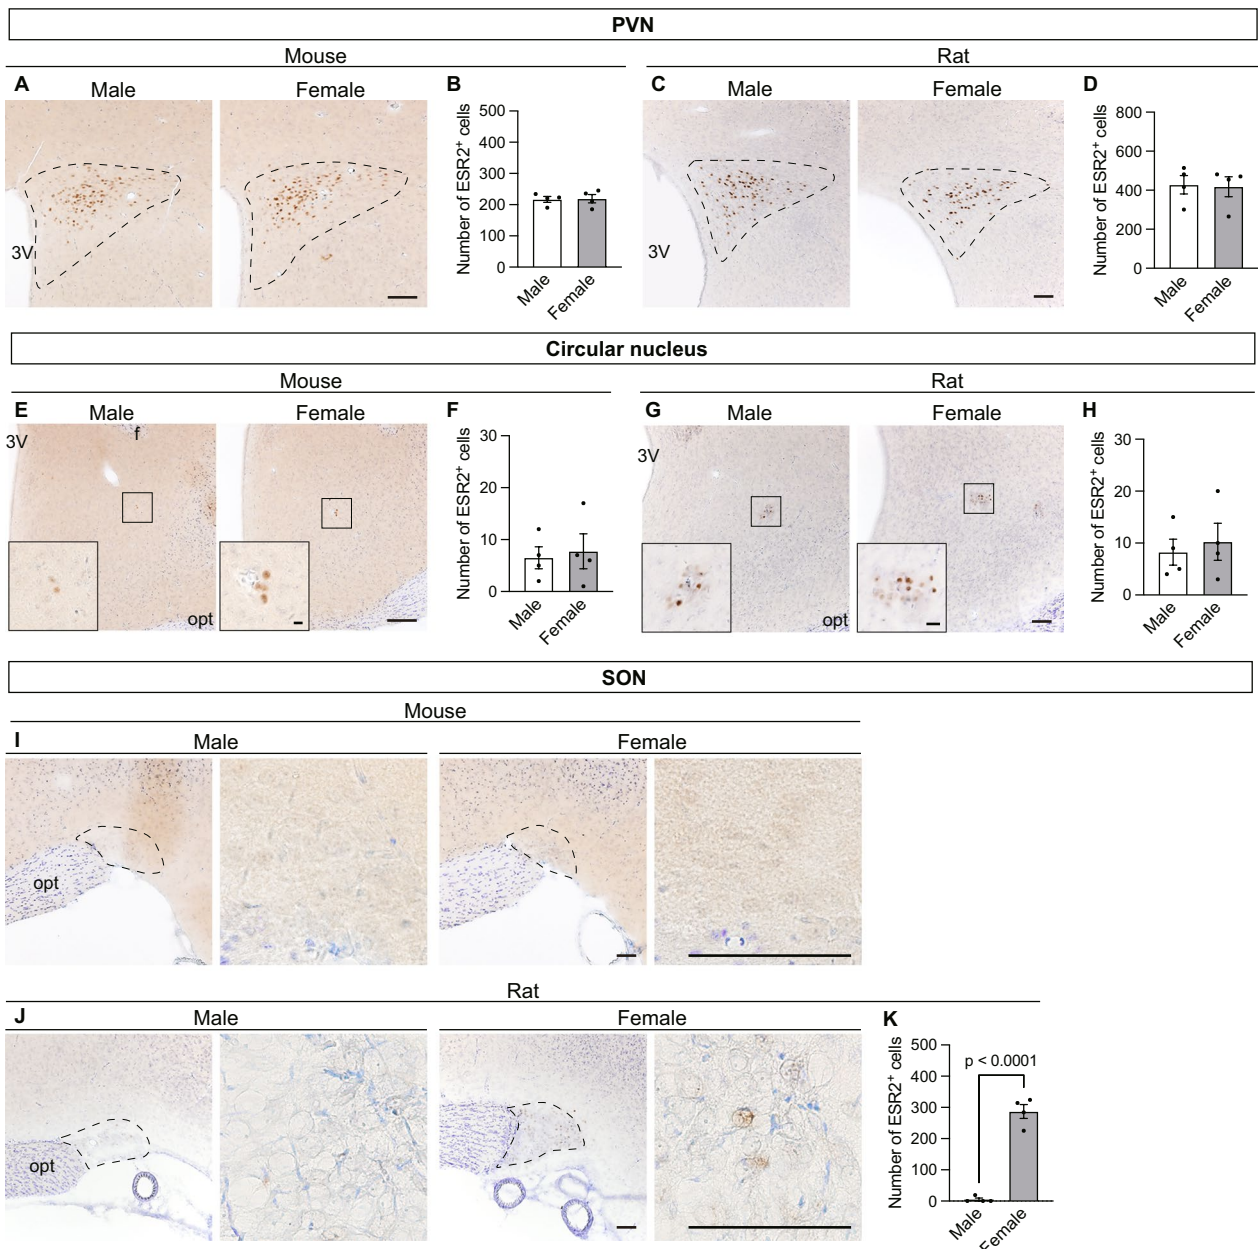 PVN
Mouse
Rat
A
Male
Female
3V
B
Number of ESR2⁺ cells
500
400
300
200
100
0
Male
Female
C
Male
Female
3V
D
Number of ESR2⁺ cells
800
600
400
200
0
Male
Female
Circular nucleus
Mouse
Rat
E
Male
Female
3V
f
opt
F
Number of ESR2⁺ cells
30
20
10
0
Male
Female
G
Male
Female
3V
opt
H
Number of ESR2⁺ cells
30
20
10
0
Male
Female
SON
Mouse
I
Male
Female
opt
Rat
J
Male
Female
opt
K
Number of ESR2⁺ cells
500
400
300
200
100
0
p < 0.0001
Male
Female